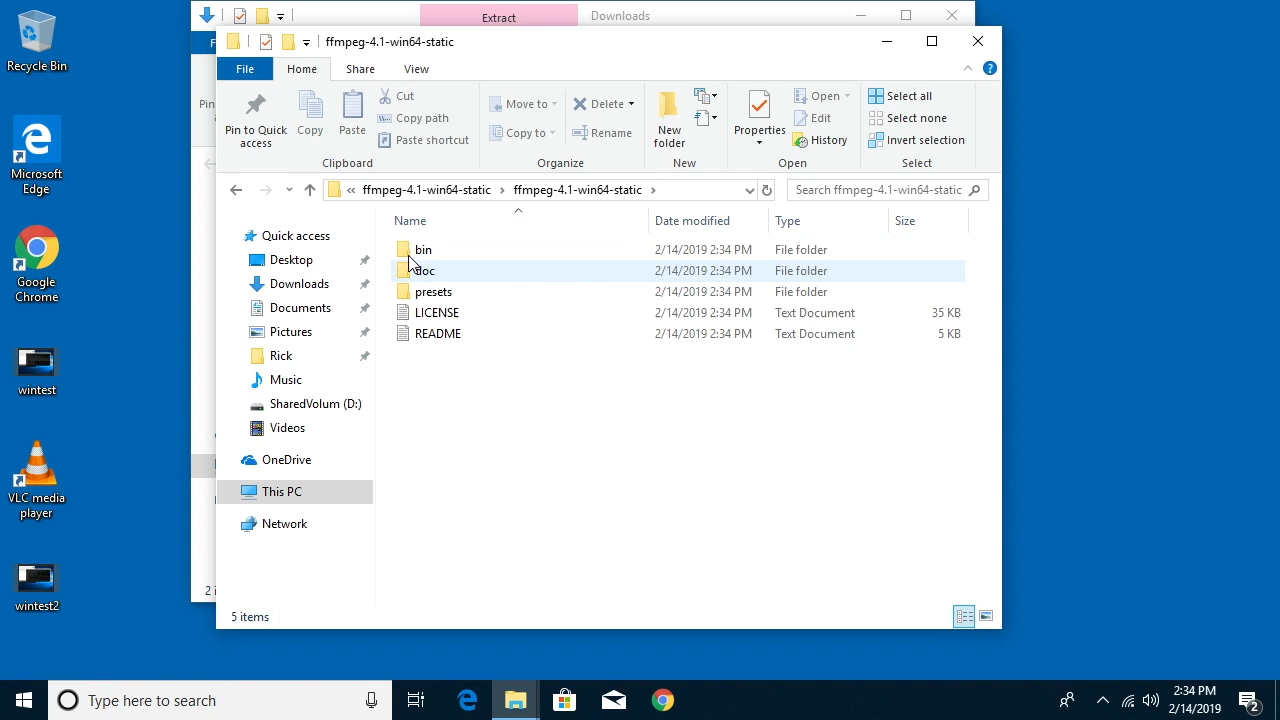 Recycle Bin
Microsoft
Edge
Google
Chrome
wintest
VLC media
player
wintest2
Extract
Downloads
2 i
ffmpeg-4.1-win64-static
File
Home
Share
View
Pin to Quick
access
Copy
Paste
Cut
Copy path
Paste shortcut
Clipboard
Move to
Copy to
Delete
Rename
Organize
New
folder
New
Properties
Open
Edit
History
Open
Select all
Select none
Invert selection
Select
« ffmpeg-4.1-win64-static > ffmpeg-4.1-win64-static >
Search ffmpeg-4.1-win64-static
Quick access
Desktop
Downloads
Documents
Pictures
Rick
Music
SharedVolum (D:)
Videos
OneDrive
This PC
Network
Name Date modified Type Size
bin 2/14/2019 2:34 PM File folder
doc 2/14/2019 2:34 PM File folder
presets 2/14/2019 2:34 PM File folder
LICENSE 2/14/2019 2:34 PM Text Document 35 KB
README 2/14/2019 2:34 PM Text Document 5 KB
5 items
Type here to search
2:34 PM
2/14/2019
2